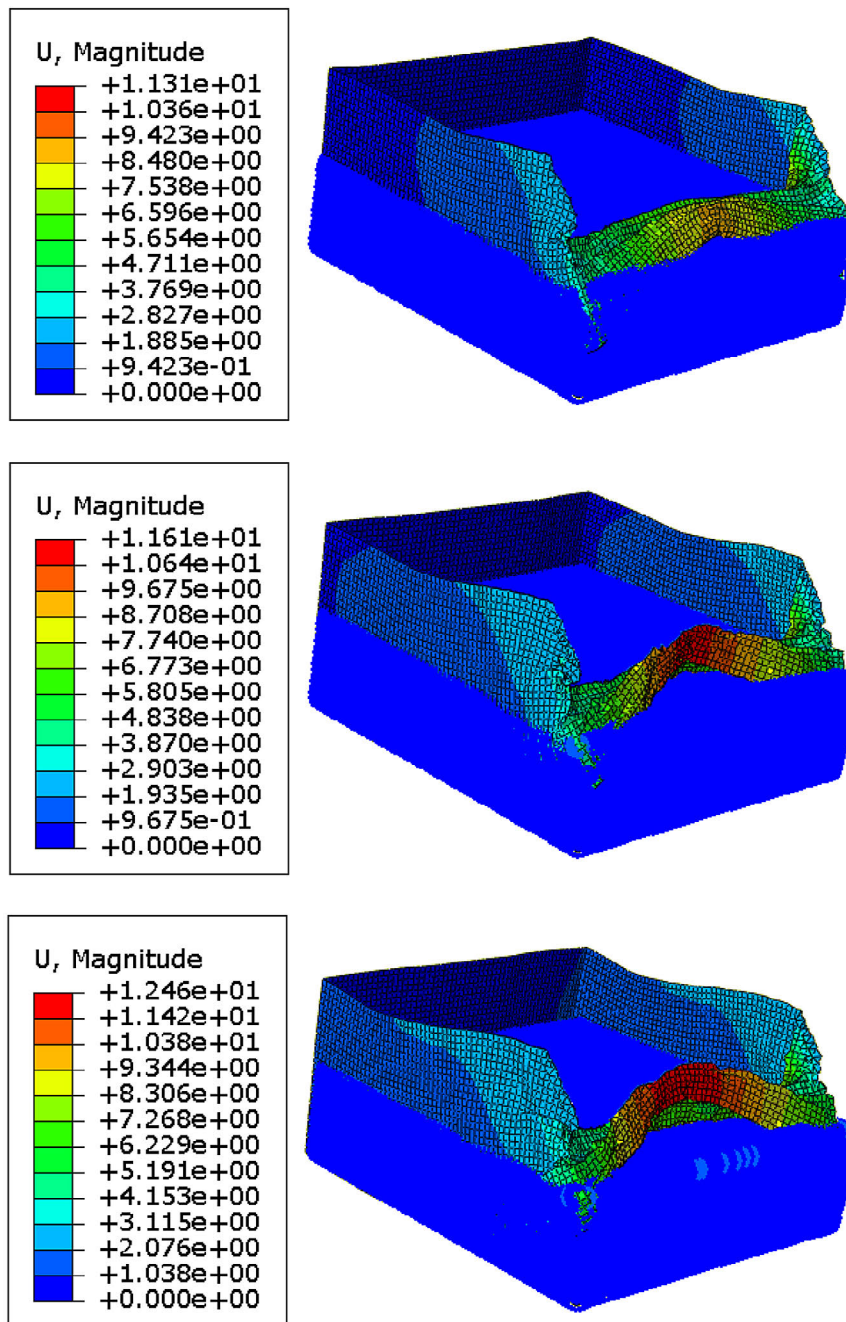 U, Magnitude
+1.131e+01
+1.036e+01
+9.423e+00
+8.480e+00
+7.538e+00
+6.596e+00
+5.654e+00
+4.711e+00
+3.769e+00
+2.827e+00
+1.885e+00
+9.423e-01
+0.000e+00
U, Magnitude
+1.161e+01
+1.064e+01
+9.675e+00
+8.708e+00
+7.740e+00
+6.773e+00
+5.805e+00
+4.838e+00
+3.870e+00
+2.903e+00
+1.935e+00
+9.675e-01
+0.000e+00
U, Magnitude
+1.246e+01
+1.142e+01
+1.038e+01
+9.344e+00
+8.306e+00
+7.268e+00
+6.229e+00
+5.191e+00
+4.153e+00
+3.115e+00
+2.076e+00
+1.038e+00
+0.000e+00